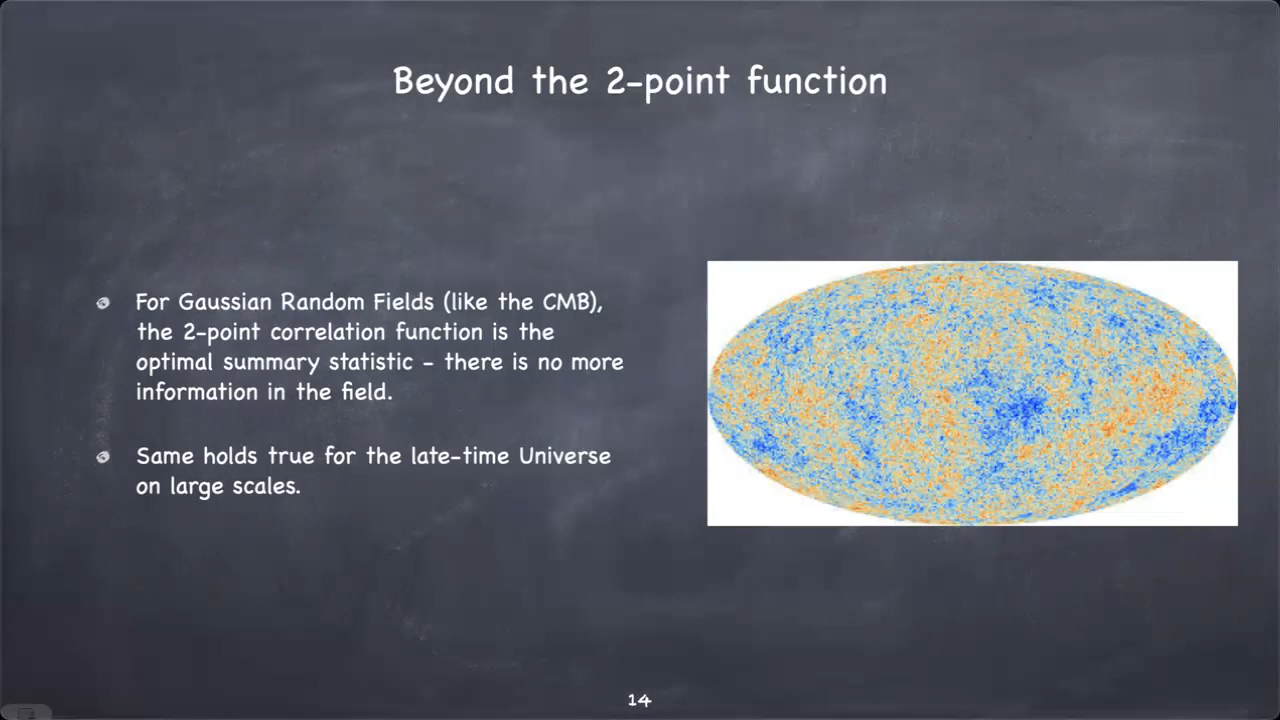 Beyond the 2-point function
For Gaussian Random Fields (like the CMB),
the 2-point correlation function is the
optimal summary statistic - there is no more
information in the field.
Same holds true for the late-time Universe
on large scales.
14